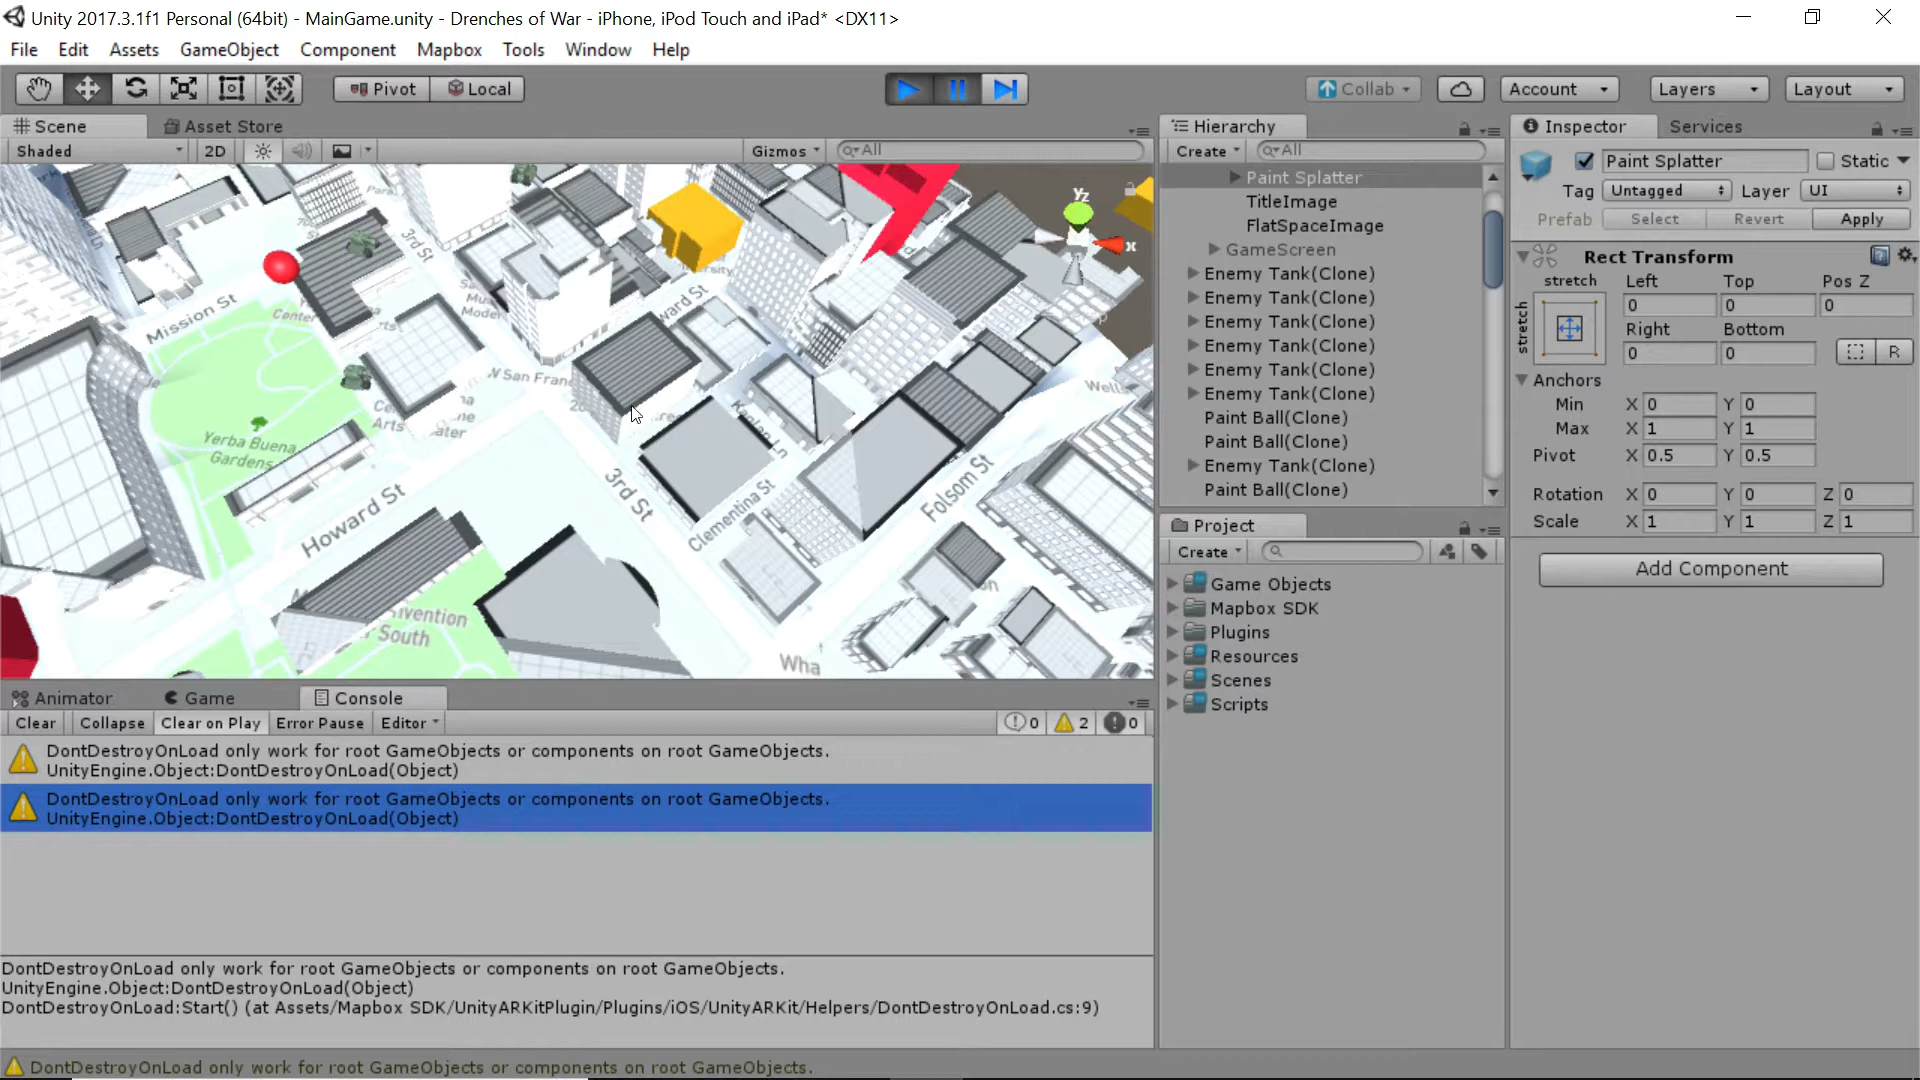 Unity 2017.3.1f1 Personal (64bit) - MainGame.unity - Drenches of War - iPhone, iPod Touch and iPad* <DX11>
File Edit Assets GameObject Component Mapbox Tools Window Help
Pivot Local Collab Account Layers Layout
Scene Asset Store
Shaded 2D Gizmos All
Mission St
3rd St
W San Fran
Yerba Buena
Gardens
Howard St
3rd St
Clementina St
Folsom St
Kaplan Ln
nvention
South
Wha
Animator Game Console
Clear Collapse Clear on Play Error Pause Editor 0 2 0
DontDestroyOnLoad only work for root GameObjects or components on root GameObjects.
UnityEngine.Object:DontDestroyOnLoad(Object)
DontDestroyOnLoad only work for root GameObjects or components on root GameObjects.
UnityEngine.Object:DontDestroyOnLoad(Object)
DontDestroyOnLoad only work for root GameObjects or components on root GameObjects.
UnityEngine.Object:DontDestroyOnLoad(Object)
DontDestroyOnLoad:Start() (at Assets/Mapbox SDK/UnityARKitPlugin/Plugins/iOS/UnityARKit/Helpers/DontDestroyOnLoad.cs:9)
DontDestroyOnLoad only work for root GameObjects or components on root GameObjects.
Hierarchy
Create All
Paint Splatter
TitleImage
FlatSpaceImage
GameScreen
Enemy Tank(Clone)
Enemy Tank(Clone)
Enemy Tank(Clone)
Enemy Tank(Clone)
Enemy Tank(Clone)
Enemy Tank(Clone)
Paint Ball(Clone)
Paint Ball(Clone)
Enemy Tank(Clone)
Paint Ball(Clone)
Project
Create
Game Objects
Mapbox SDK
Plugins
Resources
Scenes
Scripts
Inspector Services
Paint Splatter Static
Tag Untagged Layer UI
Prefab Select Revert Apply
Rect Transform
stretch Left Top Pos Z
stretch 0 0 0
Right Bottom
0 0 R
Anchors
Min X 0 Y 0
Max X 1 Y 1
Pivot X 0.5 Y 0.5
Rotation X 0 Y 0 Z 0
Scale X 1 Y 1 Z 1
Add Component